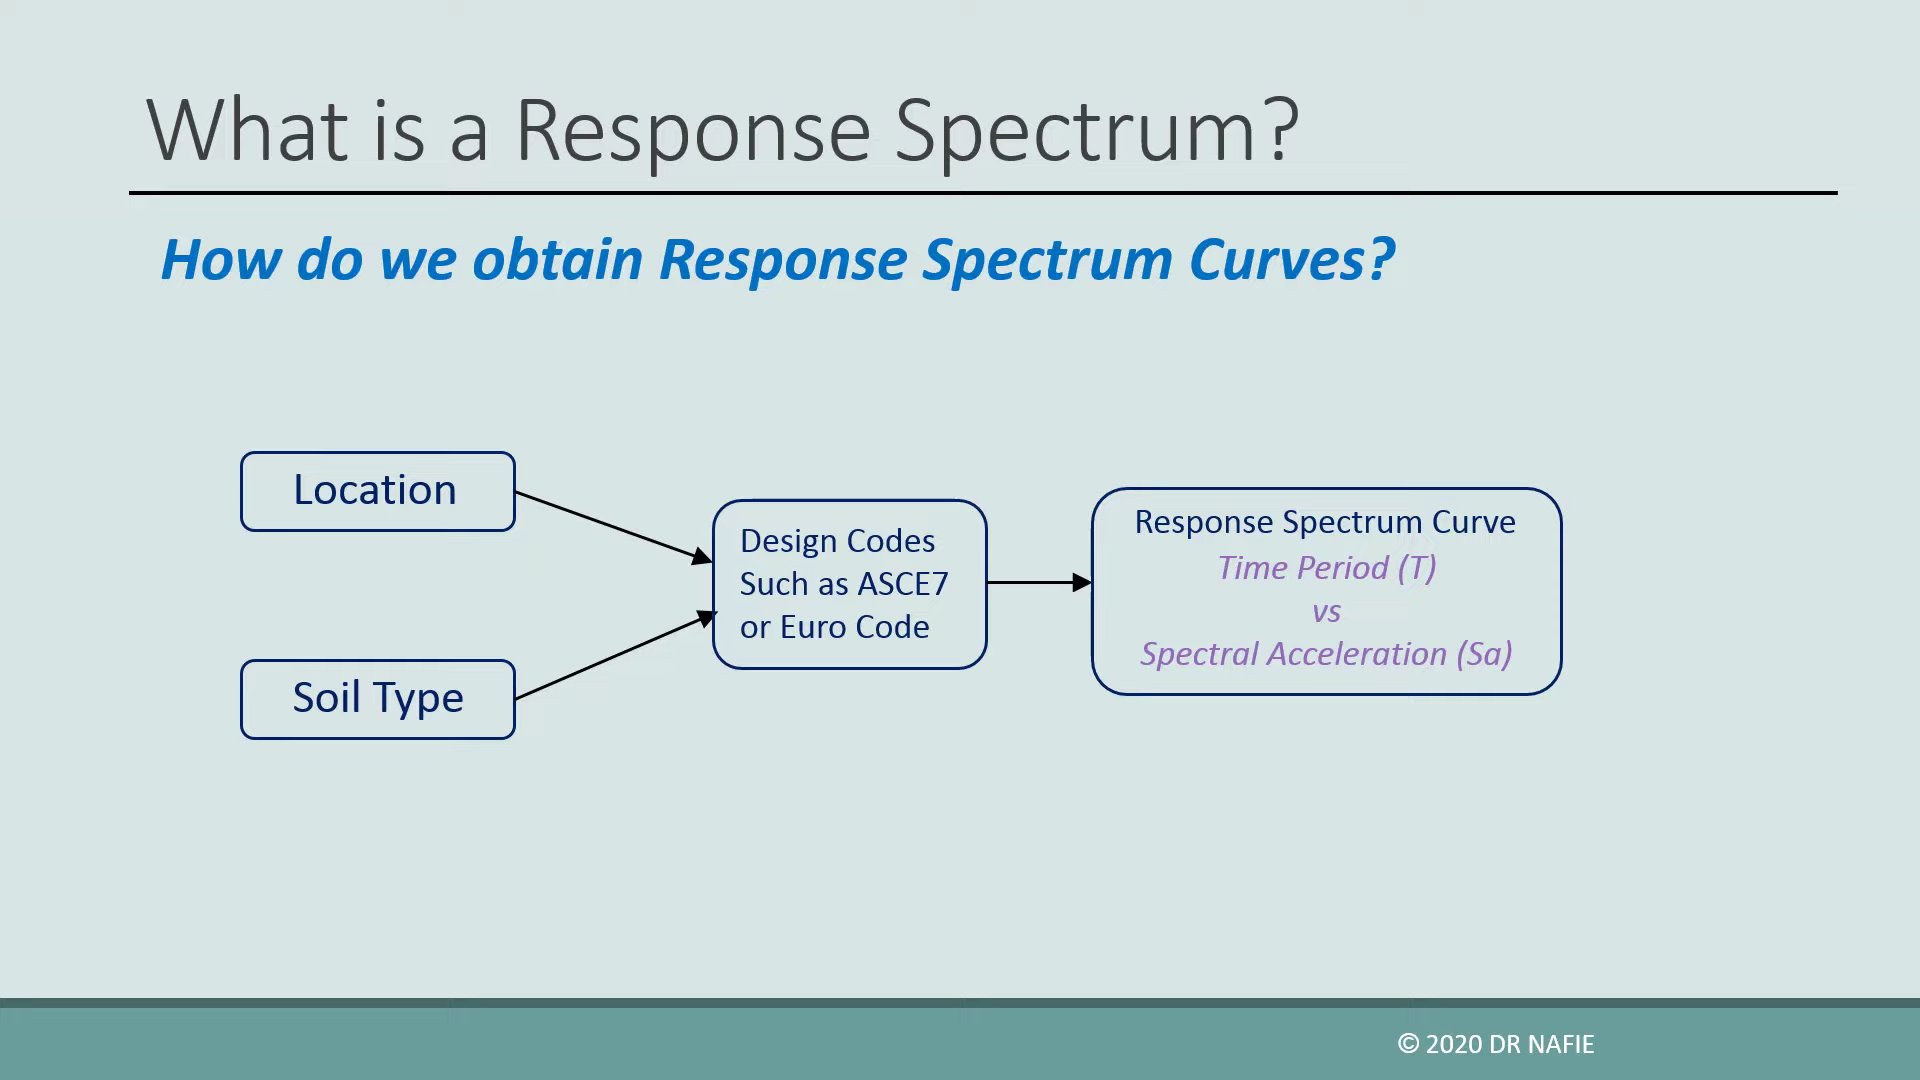 What is a Response Spectrum?
How do we obtain Response Spectrum Curves?
Location
Soil Type
Design Codes
Such as ASCE7
or Euro Code
Response Spectrum Curve
Time Period (T)
vs
Spectral Acceleration (Sa)
© 2020 DR NAFIE